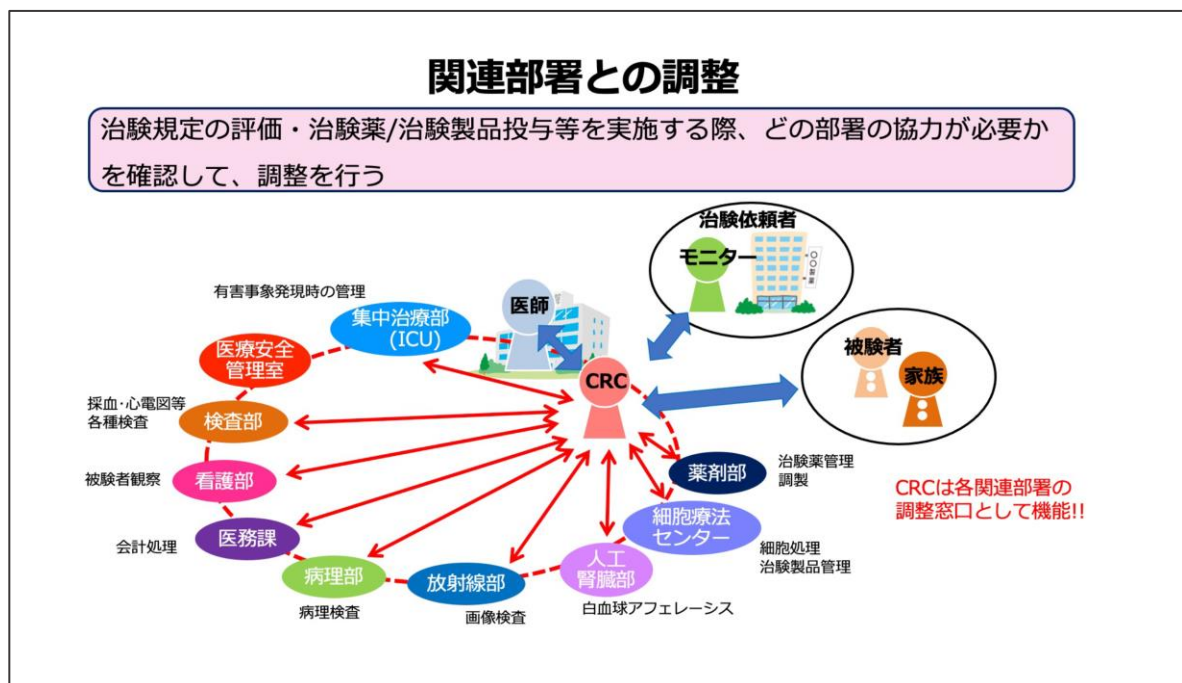 関連部署との調整
治験規定の評価・治験薬/治験製品投与等を実施する際、どの部署の協力が必要か
を確認して、調整を行う
治験依頼者
モニター
〇〇製薬
有害事象発現時の管理
集中治療部
(ICU)
医師
医療安全
管理室
CRC
被験者
家族
採血・心電図等
各種検査
検査部
被験者観察
看護部
薬剤部
治験薬管理
調製
CRCは各関連部署の
調整窓口として機能!!
会計処理
医務課
細胞療法
センター
細胞処理
治験製品管理
病理部
病理検査
放射線部
画像検査
人工
腎臓部
白血球アフェレーシス